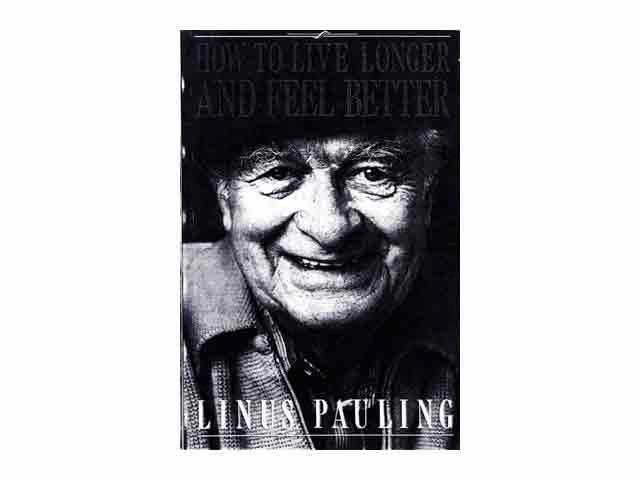 HOW TO LIVE LONGER
AND FEEL BETTER
LINUS PAULING